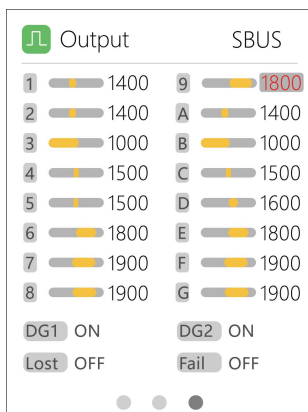 Output SBUS
1 1400 9 1800
2 1400 A 1400
3 1000 B 1000
4 1500 C 1500
5 1500 D 1600
6 1800 E 1800
7 1900 F 1900
8 1900 G 1900
DG1 ON DG2 ON
Lost OFF Fail OFF